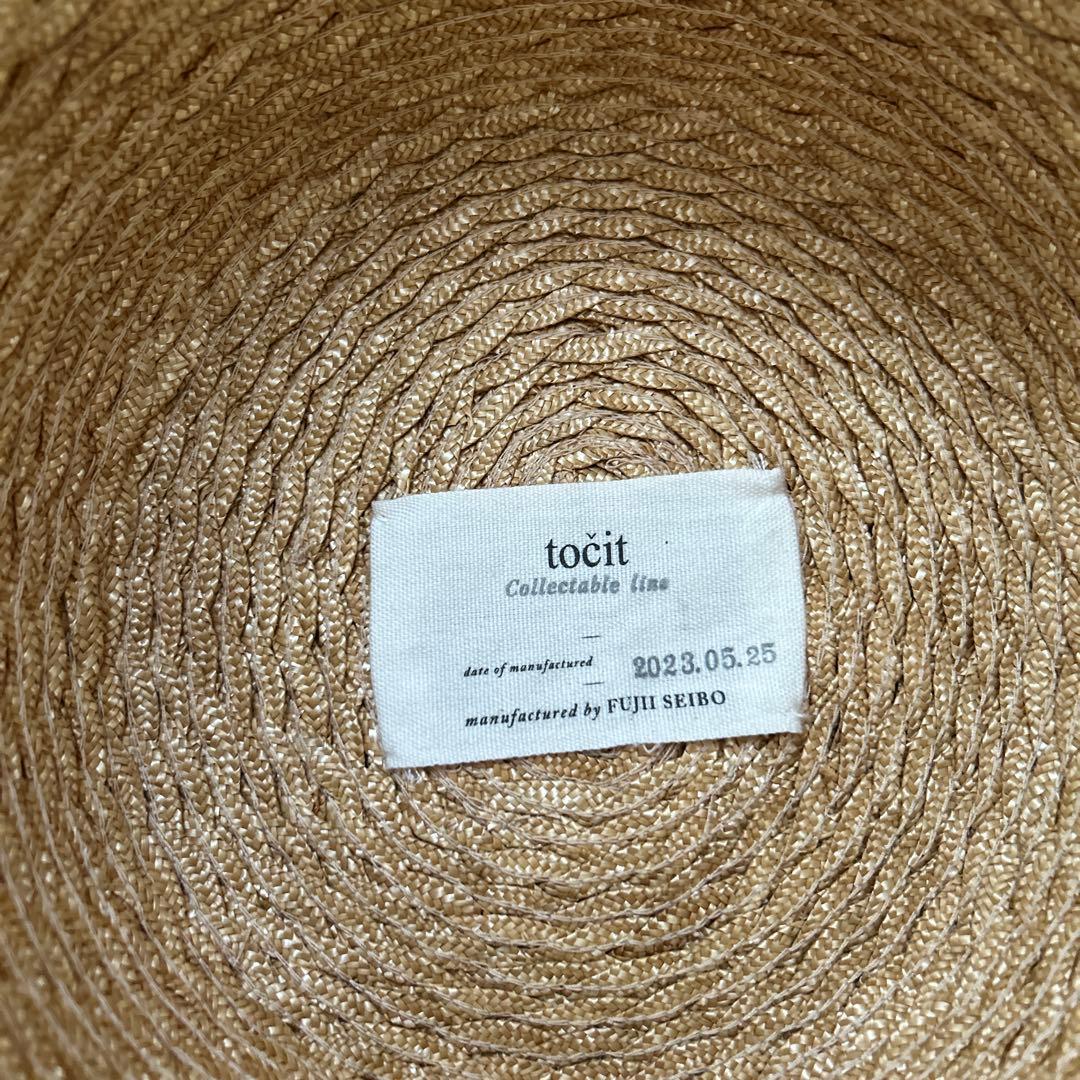 točit
Collectable line
date of manufactured 2023.05.25
manufactured by FUJII SEIBO